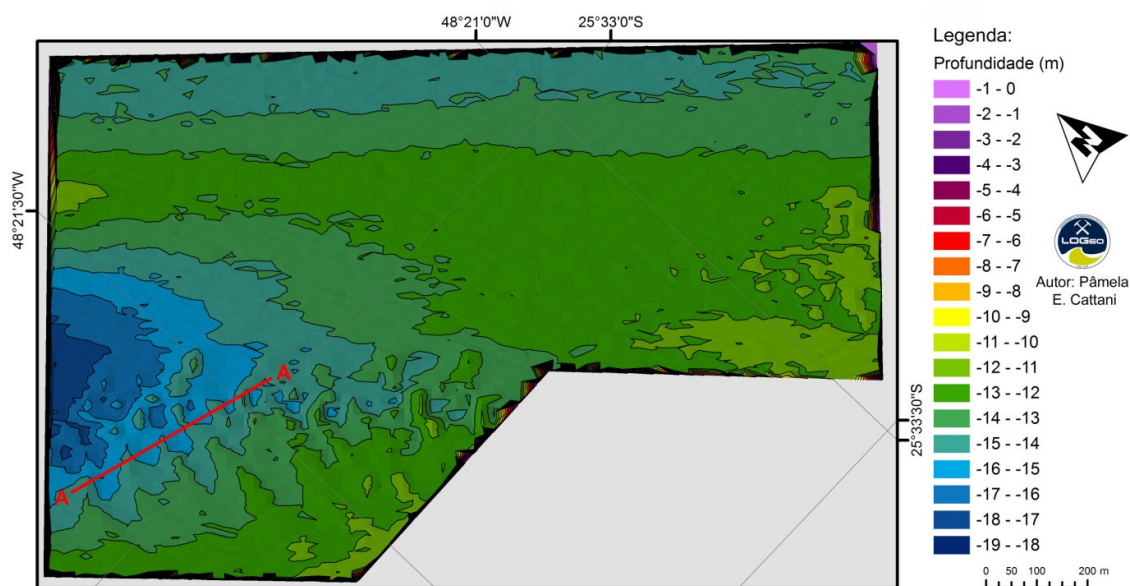 48°21'0"W
25°33'0"S
48°21'30"W
25°33'30"S
A
A
Legenda:
Profundidade (m)
-1 - 0
-2 - -1
-3 - -2
-4 - -3
-5 - -4
-6 - -5
-7 - -6
-8 - -7
-9 - -8
-10 - -9
-11 - -10
-12 - -11
-13 - -12
-14 - -13
-15 - -14
-16 - -15
-17 - -16
-18 - -17
-19 - -18
N
LOGeo
Autor: Pâmela
E. Cattani
0 50 100 200 m